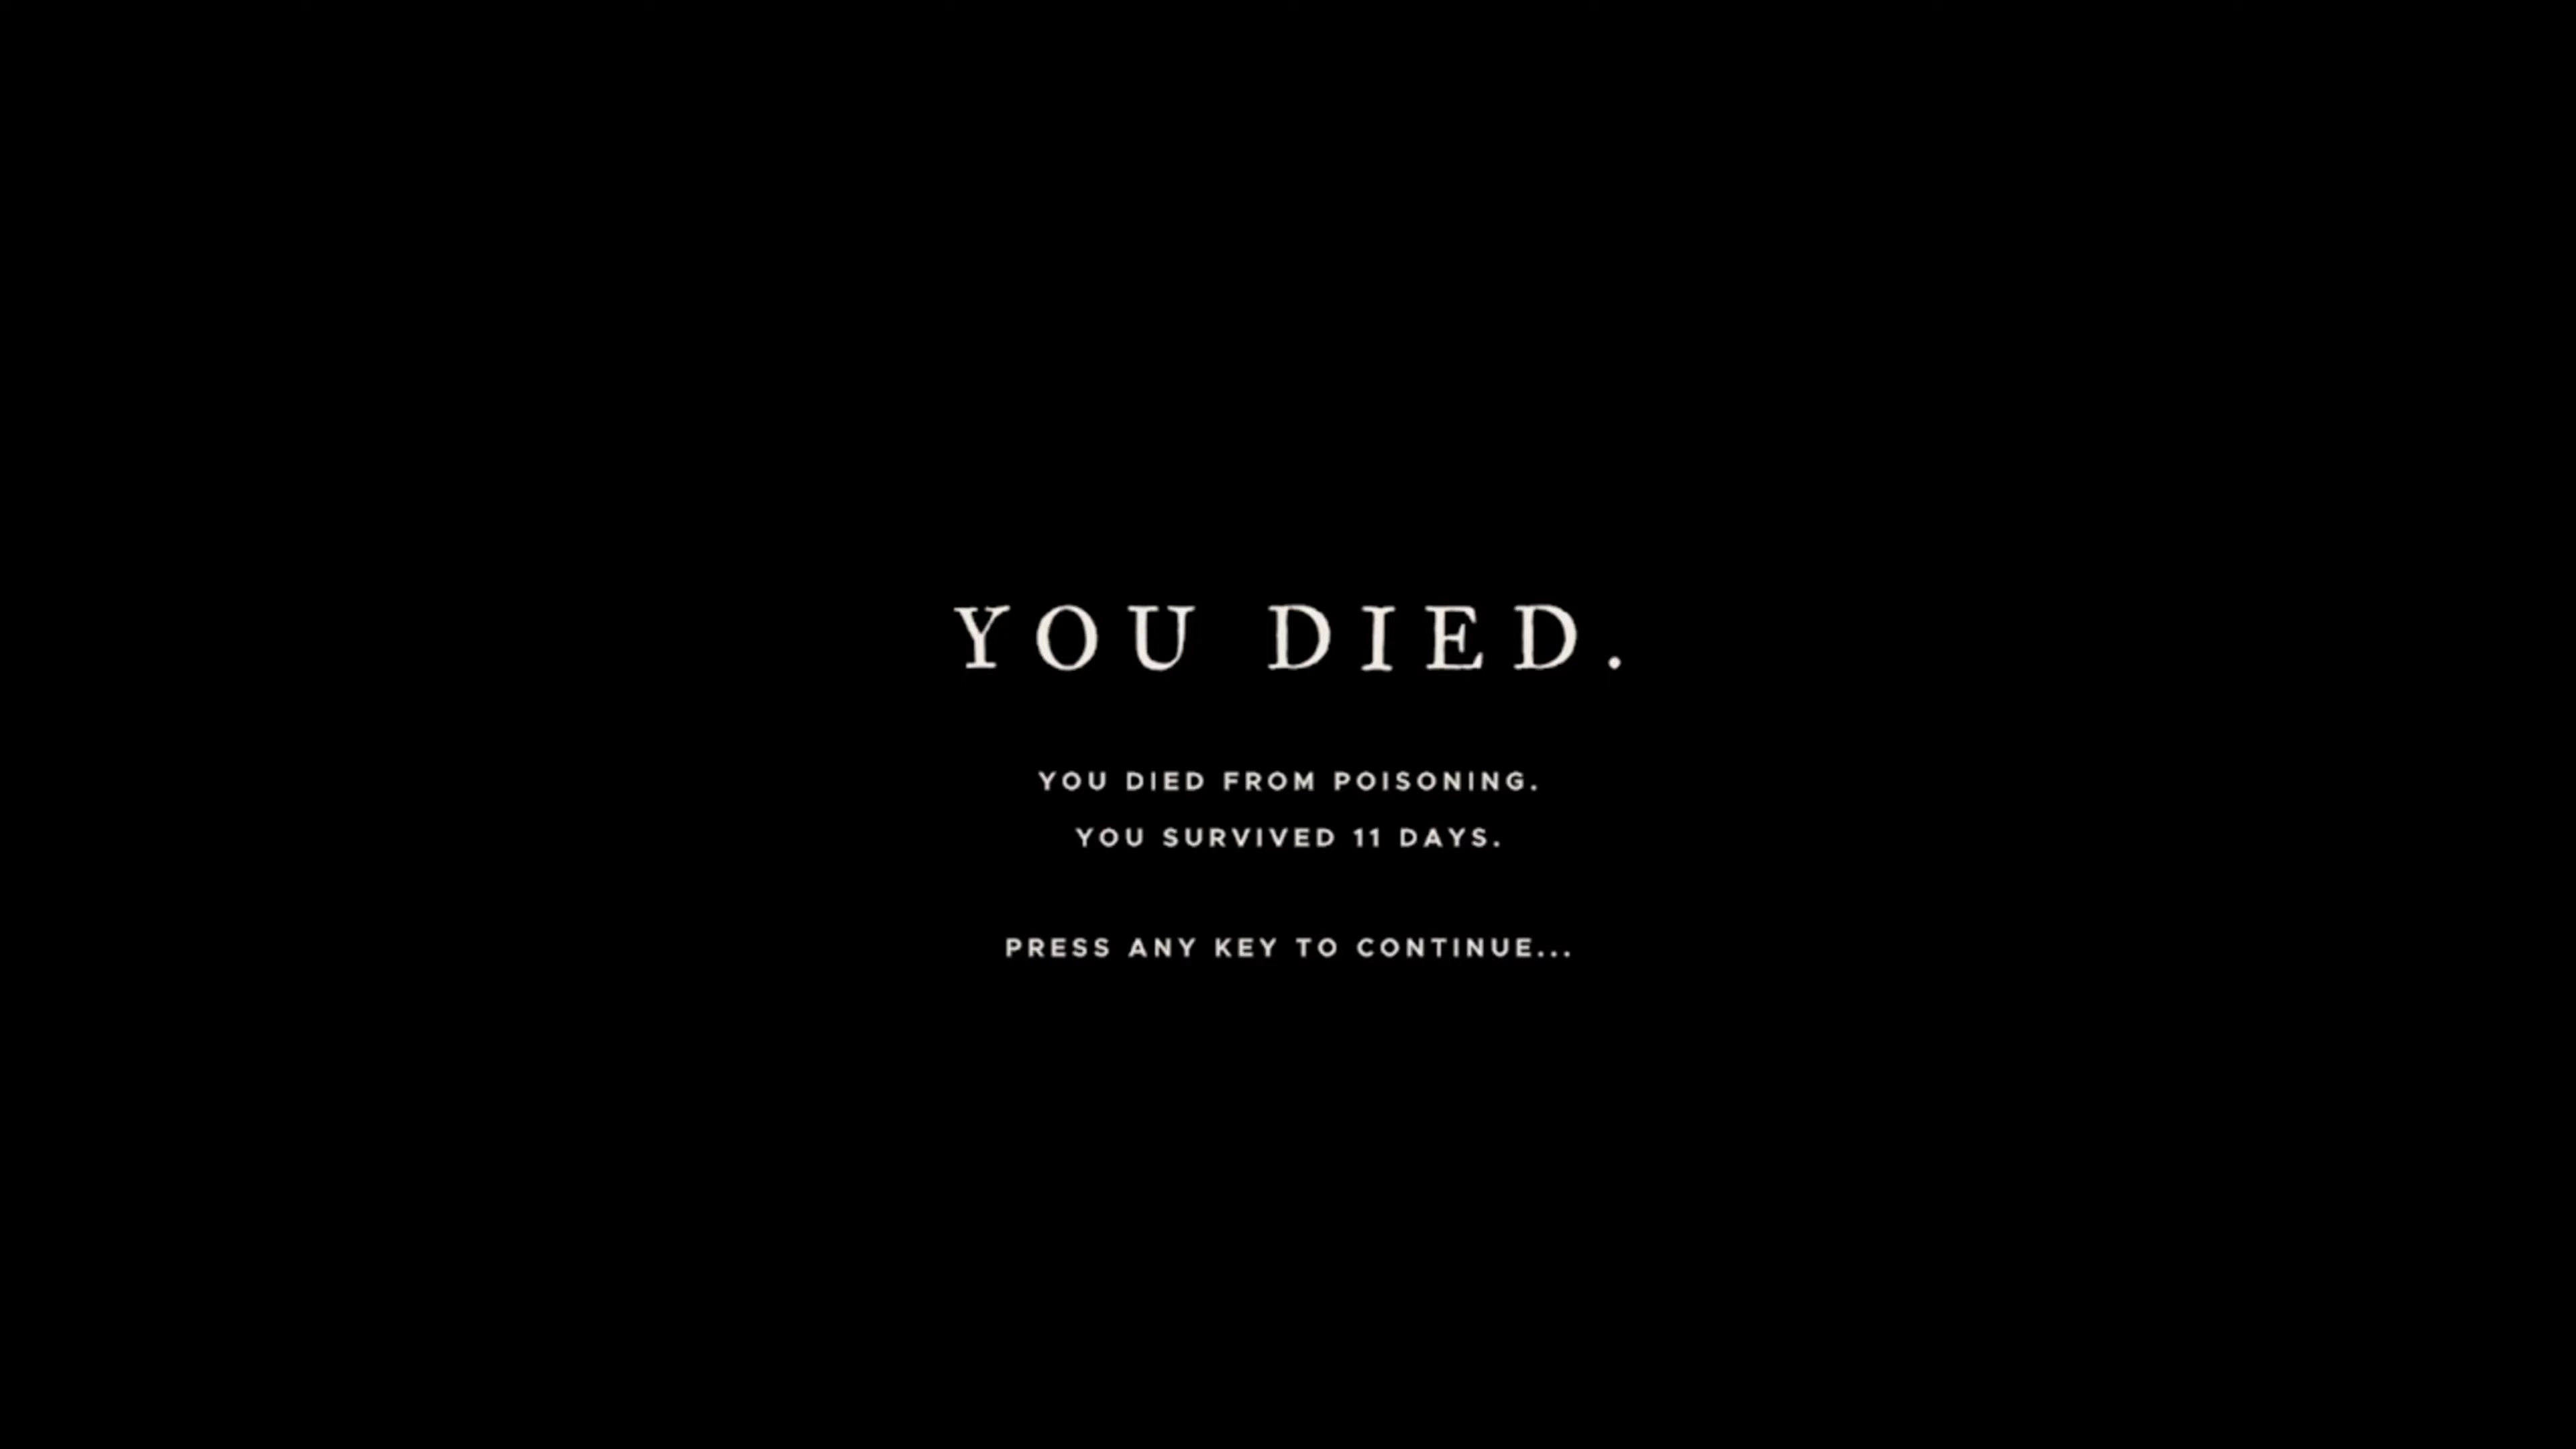 YOU DIED.
YOU DIED FROM POISONING.
YOU SURVIVED 11 DAYS.
PRESS ANY KEY TO CONTINUE...